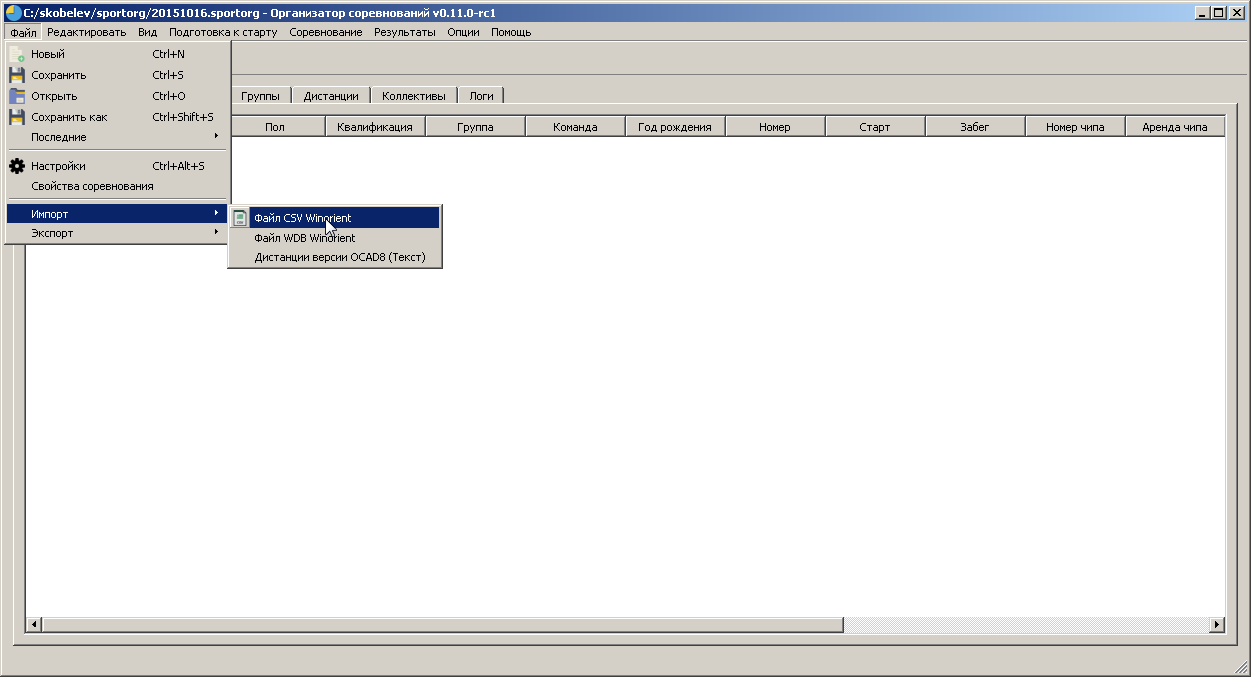 C:/skobelev/sportorg/20151016.sportorg - Организатор соревнований v0.11.0-rc1
Файл Редактировать Вид Подготовка к старту Соревнование Результаты Опции Помощь
Новый Ctrl+N
Сохранить Ctrl+S
Открыть Ctrl+O
Сохранить как Ctrl+Shift+S
Последние
Настройки Ctrl+Alt+S
Свойства соревнования
Импорт
Экспорт
Файл CSV Winorient
Файл WDB Winorient
Дистанции версии OCAD8 (Текст)
Группы Дистанции Коллективы Логи
Пол Квалификация Группа Команда Год рождения Номер Старт Забег Номер чипа Аренда чипа